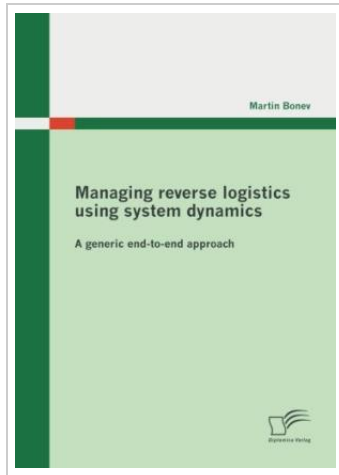 Martin Bonev
Managing reverse logistics
using system dynamics
A generic end-to-end approach
Diplomica Verlag